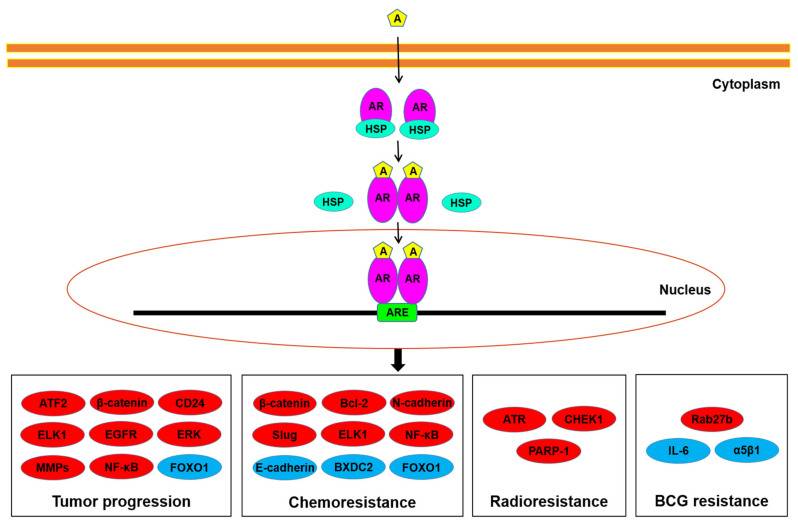 A
Cytoplasm
AR AR
HSP HSP
A A
HSP AR AR HSP
A A
AR AR
Nucleus
ARE
ATF2 β-catenin CD24
ELK1 EGFR ERK
MMPs NF-κB FOXO1
Tumor progression
β-catenin Bcl-2 N-cadherin
Slug ELK1 NF-κB
E-cadherin BXDC2 FOXO1
Chemoresistance
ATR CHEK1
PARP-1
Radioresistance
Rab27b
IL-6 α5β1
BCG resistance